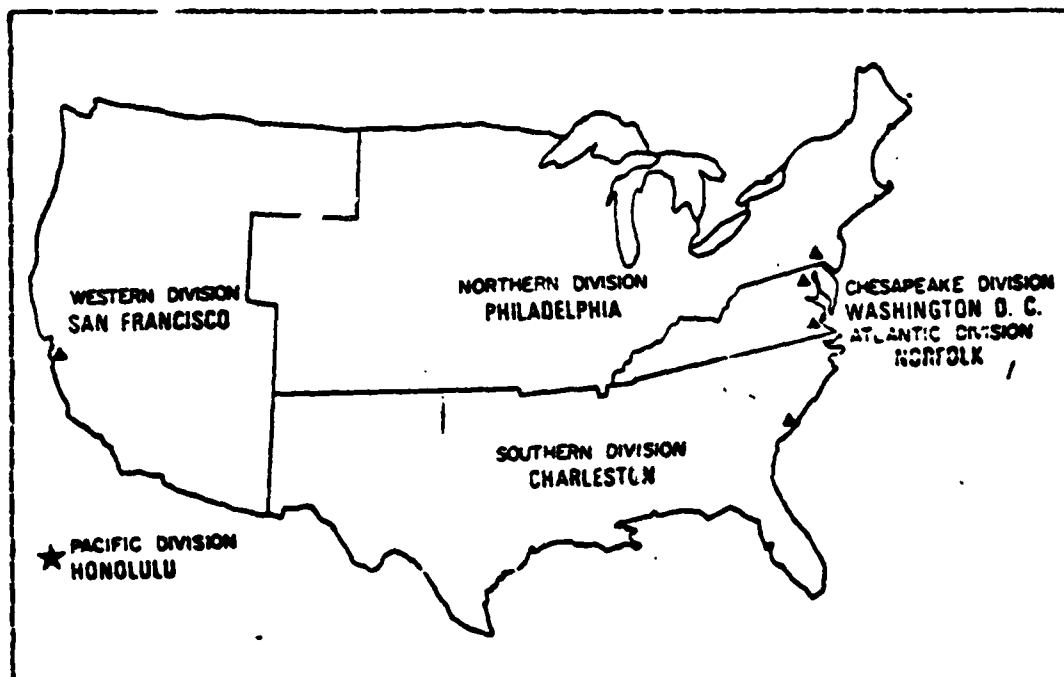 WESTERN DIVISION
SAN FRANCISCO
NORTHERN DIVISION
PHILADELPHIA
CHESAPEAKE DIVISION
WASHINGTON D. C.
ATLANTIC DIVISION
NORFOLK
SOUTHERN DIVISION
CHARLESTON
PACIFIC DIVISION
HONOLULU